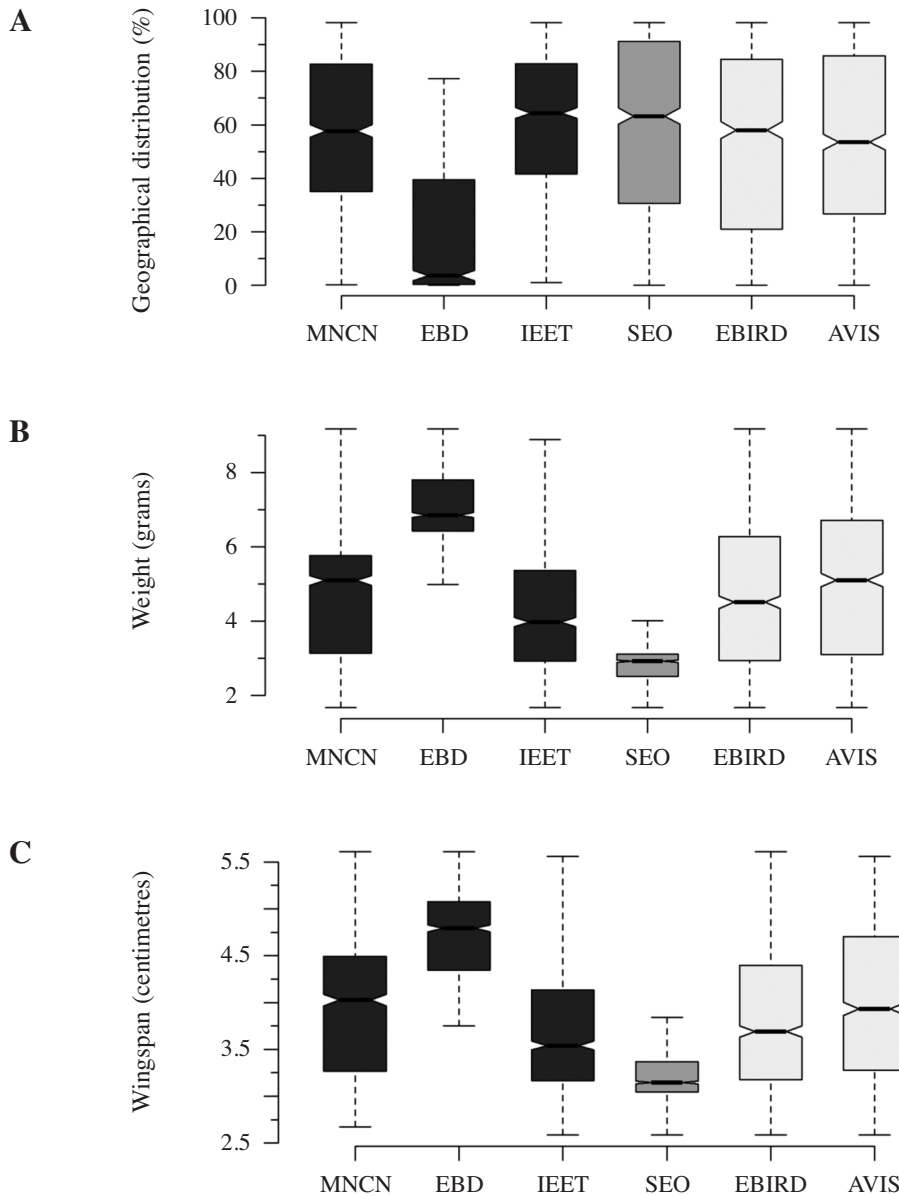 A
Geographical distribution (%)
100
80
60
40
20
0
MNCN EBD IEET SEO EBIRD AVIS
B
Weight (grams)
8
6
4
2
MNCN EBD IEET SEO EBIRD AVIS
C
Wingspan (centimetres)
5.5
4.5
3.5
2.5
MNCN EBD IEET SEO EBIRD AVIS